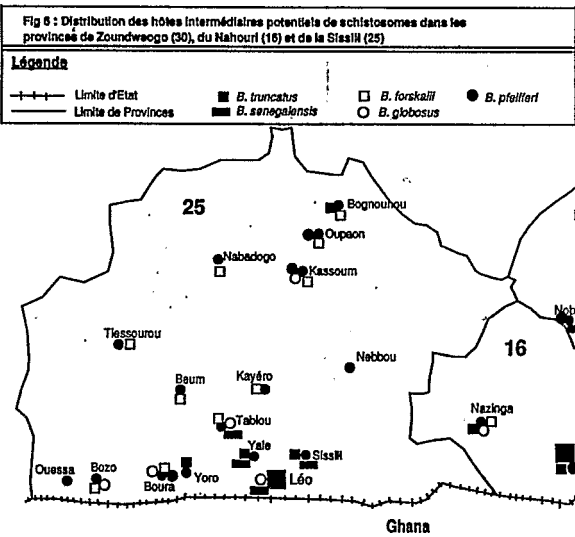 Fig 6 : Distribution des hôtes intermédiaires potentiels de schistosomes dans les
provinces de Zoundweogo (30), du Nahouri (16) et de la Sissili (25)
Légende
Limite d'Etat
B. truncatus
B. forskalii
B. pfeifferi
Limite de Provinces
B. senegalensis
B. globosus
25
Bognounou
Oupaon
Nabadogo
Kassoum
Tiessourou
Nebbou
16
Beum
Kayéro
Nazinga
Tabiou
Yale
Sissili
Ouessa
Bozo
Boura
Yoro
Léo
Ghana